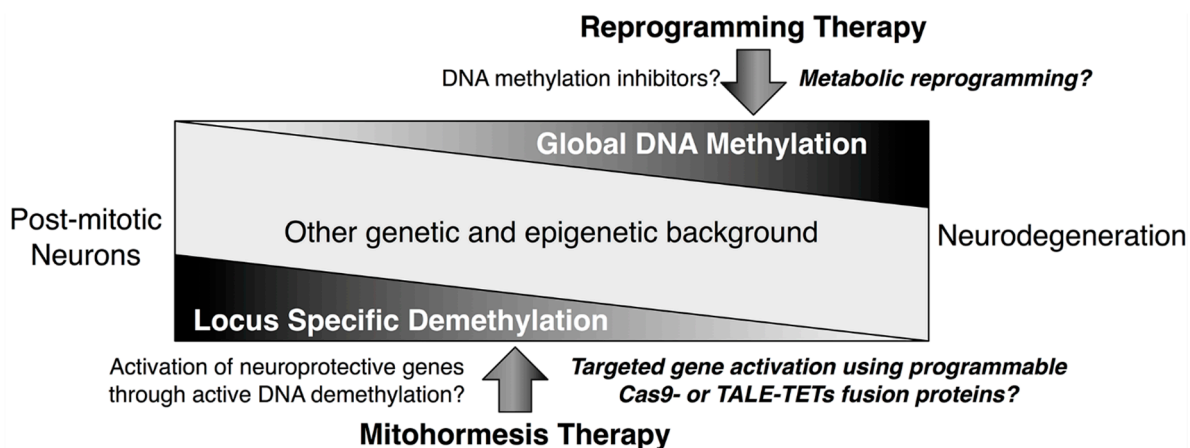 Reprogramming Therapy
DNA methylation inhibitors?
Metabolic reprogramming?
Global DNA Methylation
Post-mitotic
Neurons
Other genetic and epigenetic background
Neurodegeneration
Locus Specific Demethylation
Activation of neuroprotective genes
through active DNA demethylation?
Targeted gene activation using programmable
Cas9- or TALE-TETs fusion proteins?
Mitohormesis Therapy